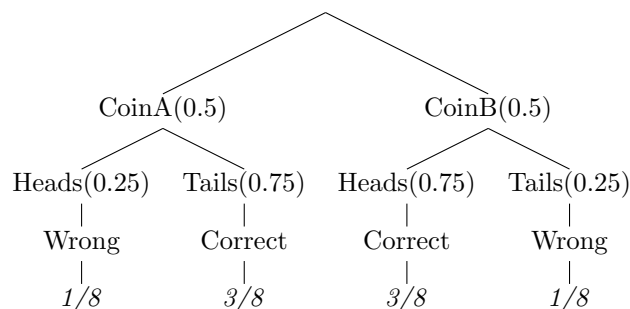 CoinA(0.5) CoinB(0.5)
Heads(0.25) Tails(0.75) Heads(0.75) Tails(0.25)
Wrong Correct Correct Wrong
1/8 3/8 3/8 1/8